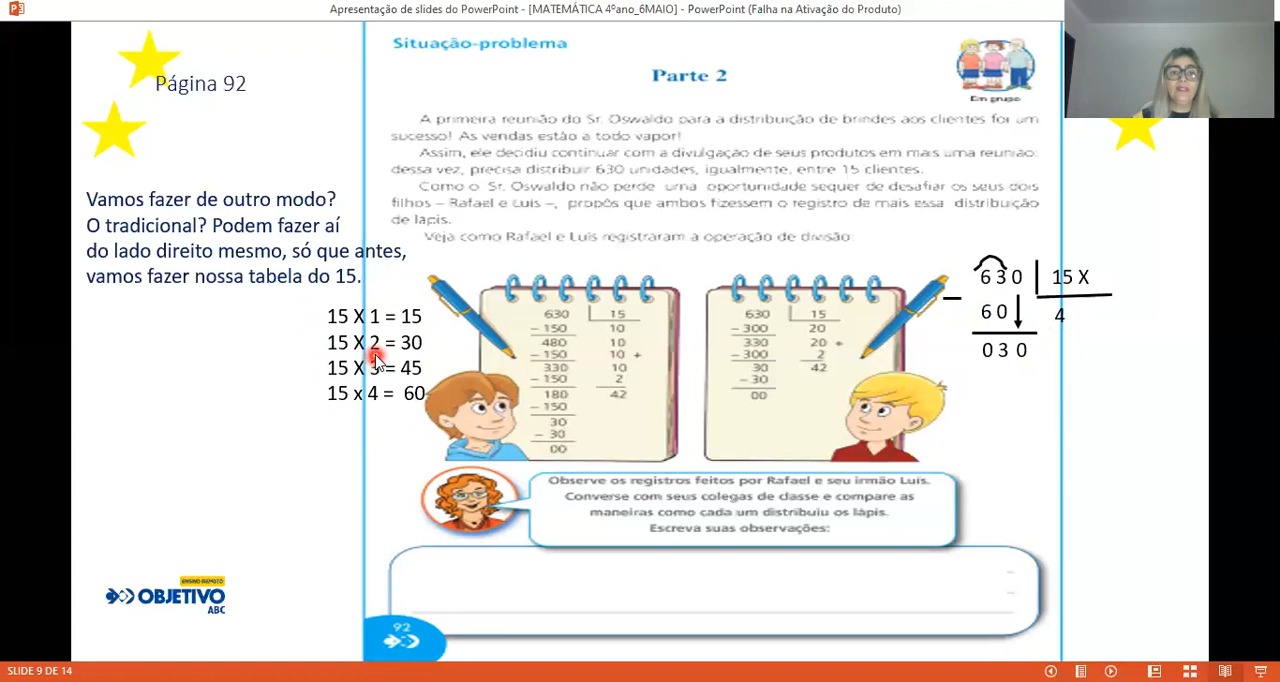 Apresentação de slides do PowerPoint - [MATEMÁTICA 4ºano_6MAIO] - PowerPoint (Falha na Ativação do Produto)
Página 92
Vamos fazer de outro modo?
O tradicional? Podem fazer aí
do lado direito mesmo, só que antes,
vamos fazer nossa tabela do 15.
15 X 1 = 15
15 X 2 = 30
15 X 3 = 45
15 x 4 = 60
Situação-problema
Em grupo
Parte 2
A primeira reunião do Sr. Oswaldo para a distribuição de brindes aos clientes foi um
sucesso! As vendas estão a todo vapor!
Assim, ele decidiu continuar com a divulgação de seus produtos em mais uma reunião:
dessa vez, precisa distribuir 630 unidades, igualmente, entre 15 clientes.
Como o Sr. Oswaldo não perde uma oportunidade sequer de desafiar os seus dois
filhos – Rafael e Luis –, propôs que ambos fizessem o registro de mais essa distribuição
de lápis.
Veja como Rafael e Luis registraram a operação de divisão:
630 15
– 150 10
480 10
– 150 10 +
330 10
– 150 2
180 42
– 150
30
– 30
00
630 15
– 300 20
330 20 +
– 300 2
30 42
– 30
00
630 15 X
– 60 4
030
Observe os registros feitos por Rafael e seu irmão Luis.
Converse com seus colegas de classe e compare as
maneiras como cada um distribuiu os lápis.
Escreva suas observações:
92
ENSINO REMOTO
OBJETIVO
ABC
SLIDE 9 DE 14